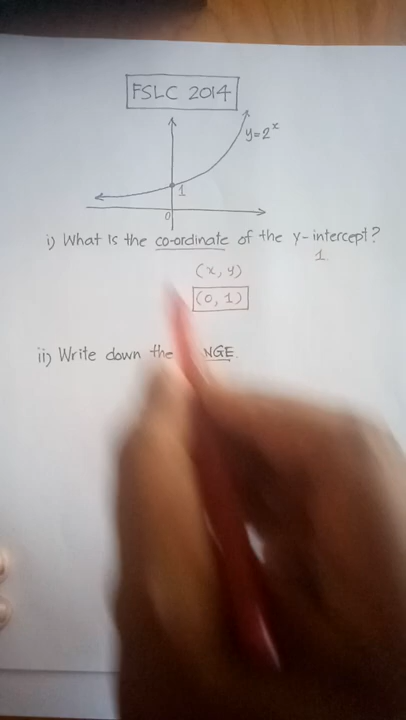 FSLC 2014
y=2ˣ
1
0
i) What is the co-ordinate of the y-intercept?
1
(x, y)
(0, 1)
ii) Write down the NGE.